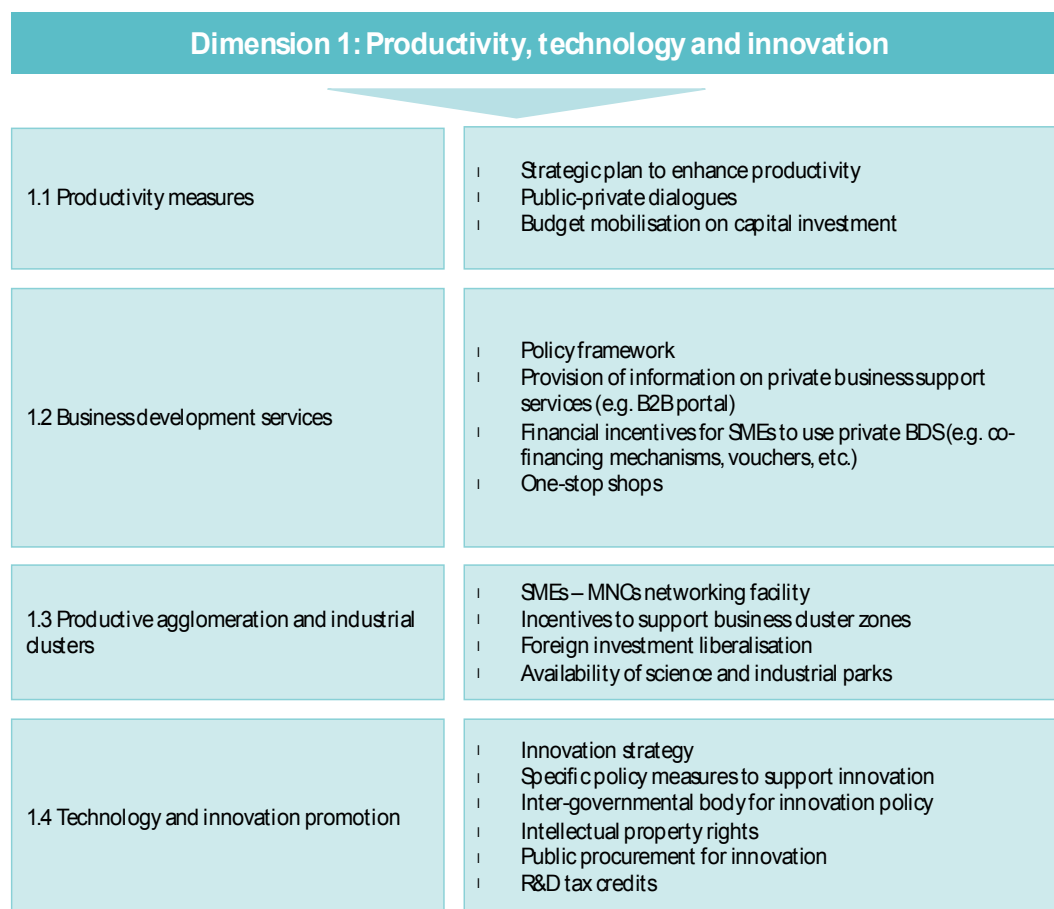 Dimension 1: Productivity, technology and innovation
1.1 Productivity measures
l Strategic plan to enhance productivity
l Public-private dialogues
l Budget mobilisation on capital investment
1.2 Business development services
l Policy framework
l Provision of information on private business support
services (e.g. B2B portal)
l Financial incentives for SMEs to use private BDS (e.g. co-
financing mechanisms, vouchers, etc.)
l One-stop shops
1.3 Productive agglomeration and industrial
clusters
l SMEs – MNCs networking facility
l Incentives to support business cluster zones
l Foreign investment liberalisation
l Availability of science and industrial parks
1.4 Technology and innovation promotion
l Innovation strategy
l Specific policy measures to support innovation
l Inter-governmental body for innovation policy
l Intellectual property rights
l Public procurement for innovation
l R&D tax credits